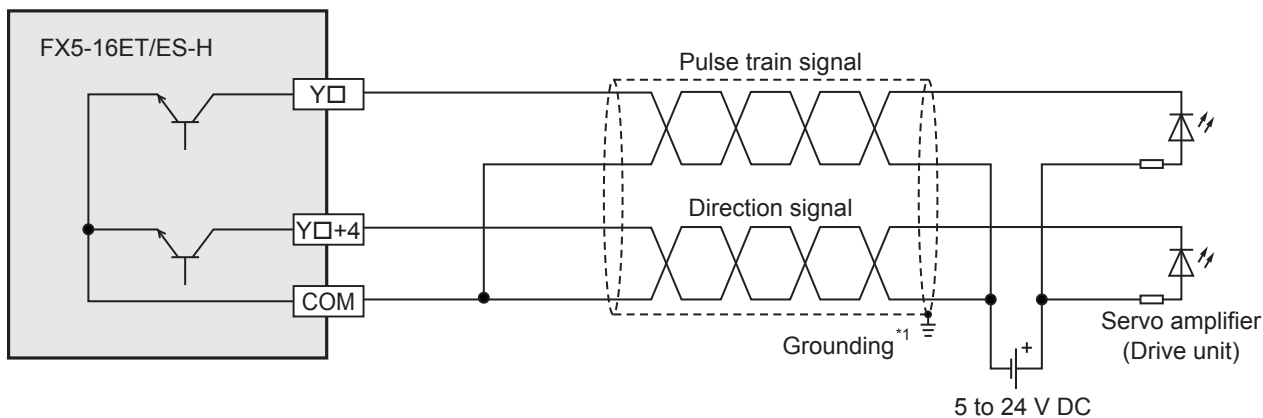 FX5-16ET/ES-H
Pulse train signal
Y□
Direction signal
Y□+4
COM
Grounding *1
Servo amplifier
(Drive unit)
+
5 to 24 V DC